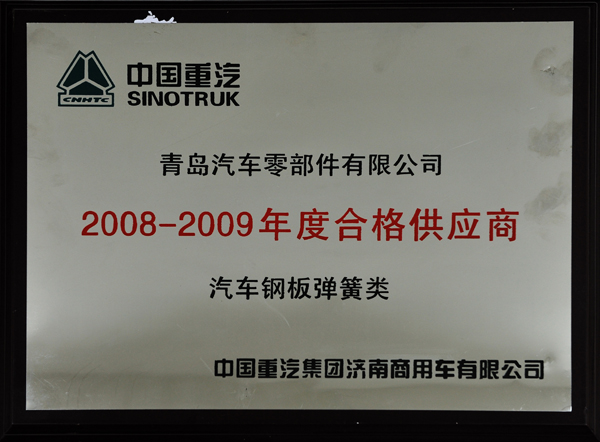 中国重汽
SINOTRUK
CNHTC
青岛汽车零部件有限公司
2008-2009年度合格供应商
汽车钢板弹簧类
中国重汽集团济南商用车有限公司